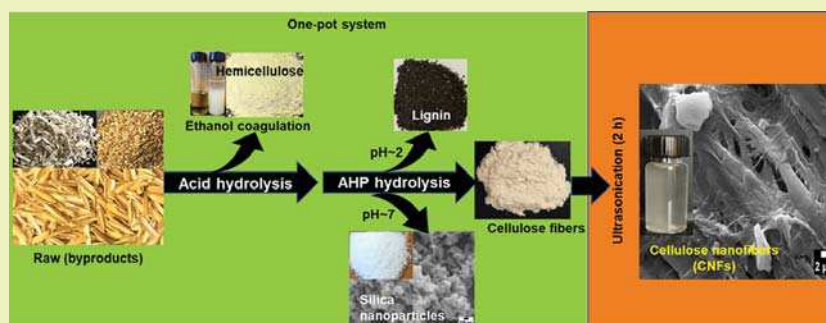 One-pot system
Hemicellulose
Ethanol coagulation
Lignin
pH~2
Acid hydrolysis
AHP hydrolysis
pH~7
Cellulose fibers
Raw (byproducts)
Silica
nanoparticles
Ultrasonication (2 h)
Cellulose nanofibers
(CNFs)